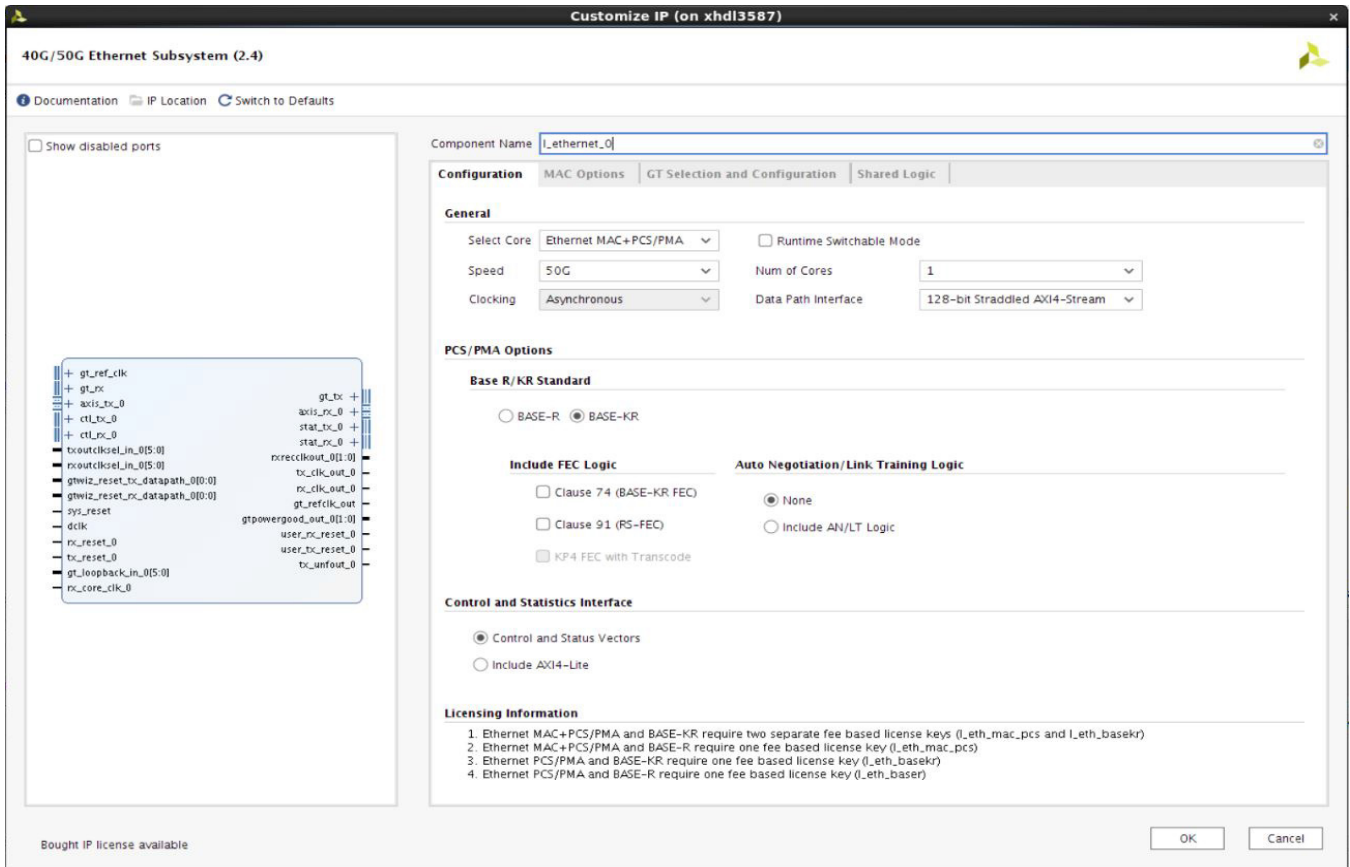 Customize IP (on xhdl3587)
40G/50G Ethernet Subsystem (2.4)
Documentation IP Location Switch to Defaults
Show disabled ports
gt_ref_clk
gt_rx
axis_tx_0
ctl_tx_0
ctl_rx_0
txoutclksel_in_0[5:0]
rxoutclksel_in_0[5:0]
gtwiz_reset_tx_datapath_0[0:0]
gtwiz_reset_rx_datapath_0[0:0]
sys_reset
dclk
rx_reset_0
tx_reset_0
gt_loopback_in_0[5:0]
rx_core_clk_0
gt_tx
axis_rx_0
stat_tx_0
stat_rx_0
rxrecclkout_0[1:0]
tx_clk_out_0
rx_clk_out_0
gt_refclk_out
gtpowergood_out_0[1:0]
user_rx_reset_0
user_tx_reset_0
tx_unfout_0
Component Name l_ethernet_0
Configuration MAC Options GT Selection and Configuration Shared Logic
General
Select Core Ethernet MAC+PCS/PMA Runtime Switchable Mode
Speed 50G Num of Cores 1
Clocking Asynchronous Data Path Interface 128-bit Straddled AXI4-Stream
PCS/PMA Options
Base R/KR Standard
BASE-R BASE-KR
Include FEC Logic Auto Negotiation/Link Training Logic
Clause 74 (BASE-KR FEC) None
Clause 91 (RS-FEC) Include AN/LT Logic
KP4 FEC with Transcode
Control and Statistics Interface
Control and Status Vectors
Include AXI4-Lite
Licensing Information
1. Ethernet MAC+PCS/PMA and BASE-KR require two separate fee based license keys (l_eth_mac_pcs and l_eth_basekr)
2. Ethernet MAC+PCS/PMA and BASE-R require one fee based license key (l_eth_mac_pcs)
3. Ethernet PCS/PMA and BASE-KR require one fee based license key (l_eth_basekr)
4. Ethernet PCS/PMA and BASE-R require one fee based license key (l_eth_baser)
Bought IP license available
OK Cancel